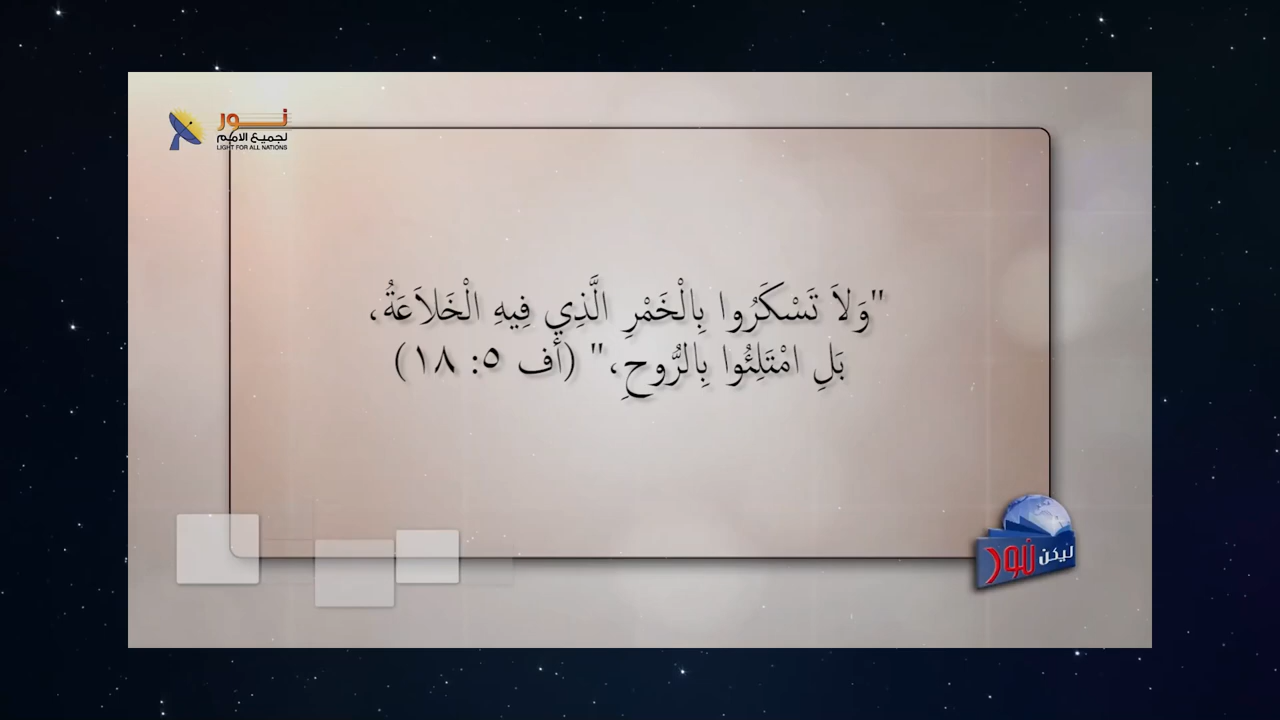 نور
لجميع الامم
LIGHT FOR ALL NATIONS
"وَلاَ تَسْكَرُوا بِالْخَمْرِ الَّذِي فِيهِ الْخَلاَعَةُ،
بَلِ امْتَلِئُوا بِالرُّوحِ،" (أف ٥: ١٨)
ليكن نور